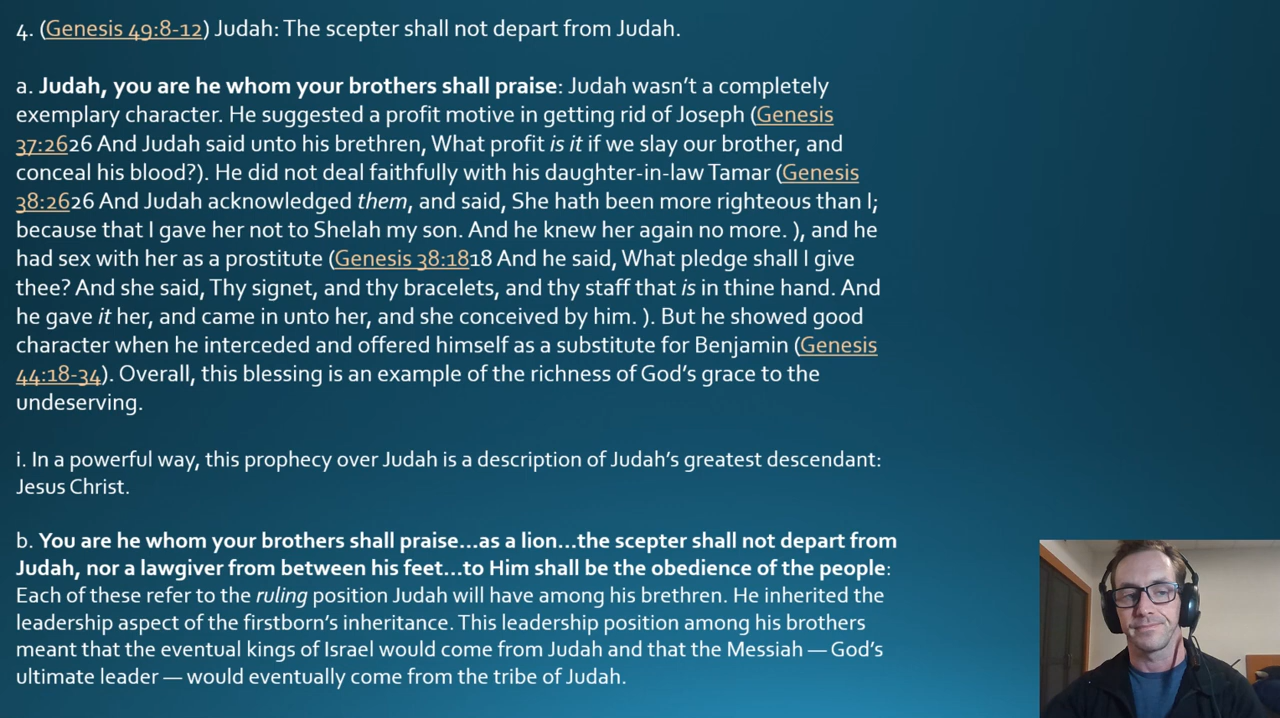 4. (Genesis 49:8-12) Judah: The scepter shall not depart from Judah.
a. Judah, you are he whom your brothers shall praise: Judah wasn’t a completely
exemplary character. He suggested a profit motive in getting rid of Joseph (Genesis
37:2626 And Judah said unto his brethren, What profit is it if we slay our brother, and
conceal his blood?). He did not deal faithfully with his daughter-in-law Tamar (Genesis
38:2626 And Judah acknowledged them, and said, She hath been more righteous than I;
because that I gave her not to Shelah my son. And he knew her again no more. ), and he
had sex with her as a prostitute (Genesis 38:1818 And he said, What pledge shall I give
thee? And she said, Thy signet, and thy bracelets, and thy staff that is in thine hand. And
he gave it her, and came in unto her, and she conceived by him. ). But he showed good
character when he interceded and offered himself as a substitute for Benjamin (Genesis
44:18-34). Overall, this blessing is an example of the richness of God’s grace to the
undeserving.
i. In a powerful way, this prophecy over Judah is a description of Judah’s greatest descendant:
Jesus Christ.
b. You are he whom your brothers shall praise…as a lion…the scepter shall not depart from
Judah, nor a lawgiver from between his feet…to Him shall be the obedience of the people:
Each of these refer to the ruling position Judah will have among his brethren. He inherited the
leadership aspect of the firstborn’s inheritance. This leadership position among his brothers
meant that the eventual kings of Israel would come from Judah and that the Messiah — God’s
ultimate leader — would eventually come from the tribe of Judah.